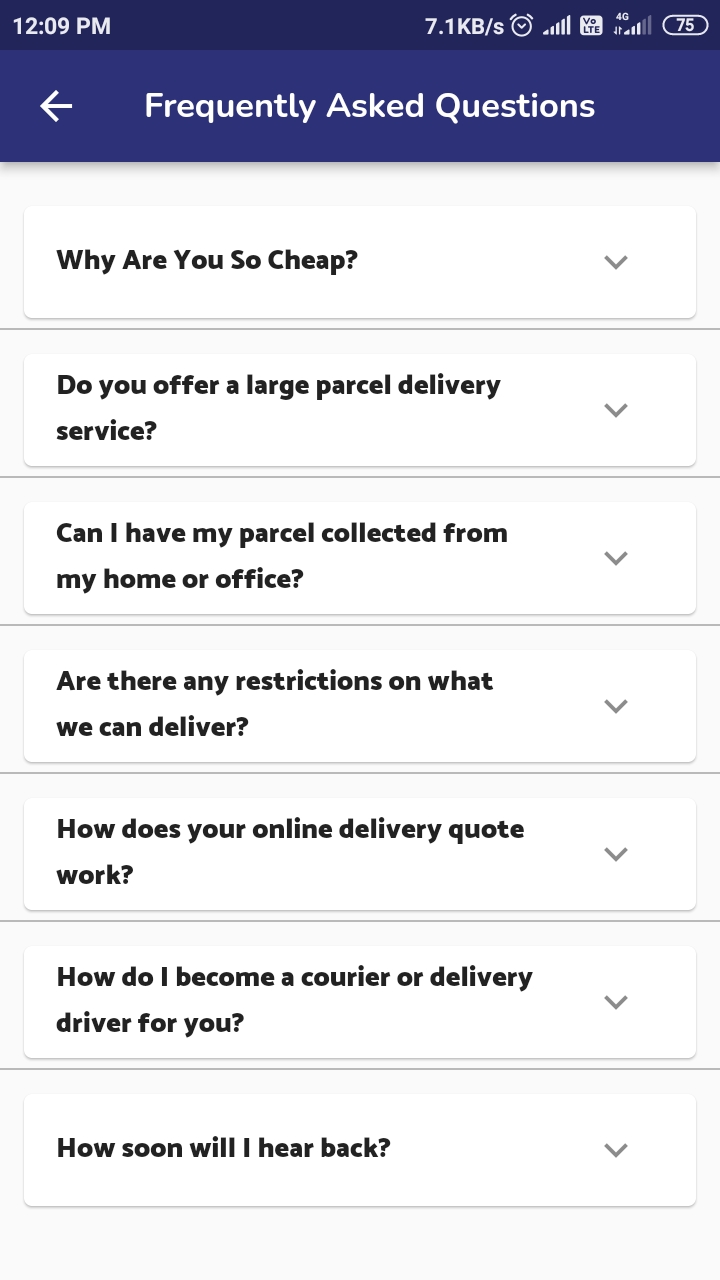 12:09 PM 7.1KB/s Vo LTE 4G 75
Frequently Asked Questions
Why Are You So Cheap?
Do you offer a large parcel delivery
service?
Can I have my parcel collected from
my home or office?
Are there any restrictions on what
we can deliver?
How does your online delivery quote
work?
How do I become a courier or delivery
driver for you?
How soon will I hear back?